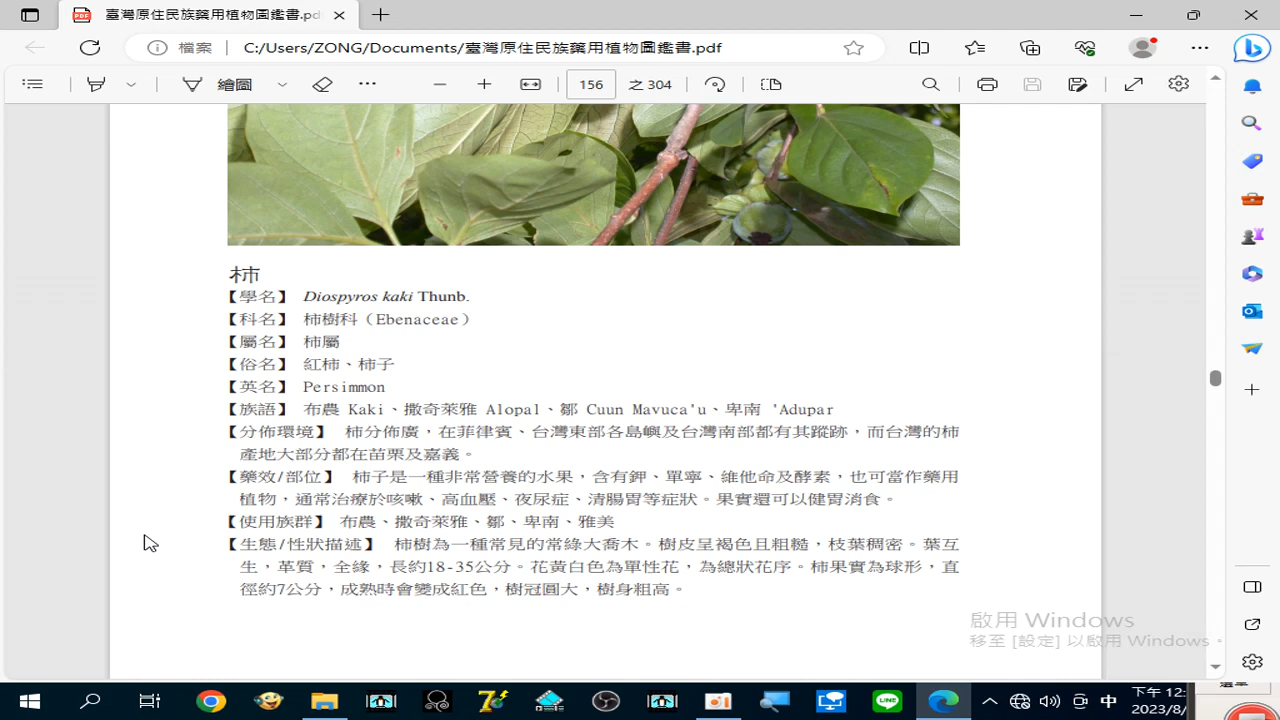 臺灣原住民族藥用植物圖鑑書.pdf
檔案 C:/Users/ZONG/Documents/臺灣原住民族藥用植物圖鑑書.pdf
繪圖 156 之 304
柿
【學名】 Diospyros kaki Thunb.
【科名】 柿樹科（Ebenaceae）
【屬名】 柿屬
【俗名】 紅柿、柿子
【英名】 Persimmon
【族語】 布農 Kaki、撒奇萊雅 Alopal、鄒 Cuun Mavuca'u、卑南 'Adupar
【分佈環境】 柿分佈廣，在菲律賓、台灣東部各島嶼及台灣南部都有其蹤跡，而台灣的柿
產地大部分都在苗栗及嘉義。
【藥效/部位】 柿子是一種非常營養的水果，含有鉀、單寧、維他命及酵素，也可當作藥用
植物，通常治療於咳嗽、高血壓、夜尿症、清腸胃等症狀。果實還可以健胃消食。
【使用族群】 布農、撒奇萊雅、鄒、卑南、雅美
【生態/性狀描述】 柿樹為一種常見的常綠大喬木。樹皮呈褐色且粗糙，枝葉稠密。葉互
生，革質，全緣，長約18-35公分。花黃白色為單性花，為總狀花序。柿果實為球形，直
徑約7公分，成熟時會變成紅色，樹冠圓大，樹身粗高。
啟用 Windows
移至 [設定] 以啟用 Windows。
中
下午 12:
2023/8/